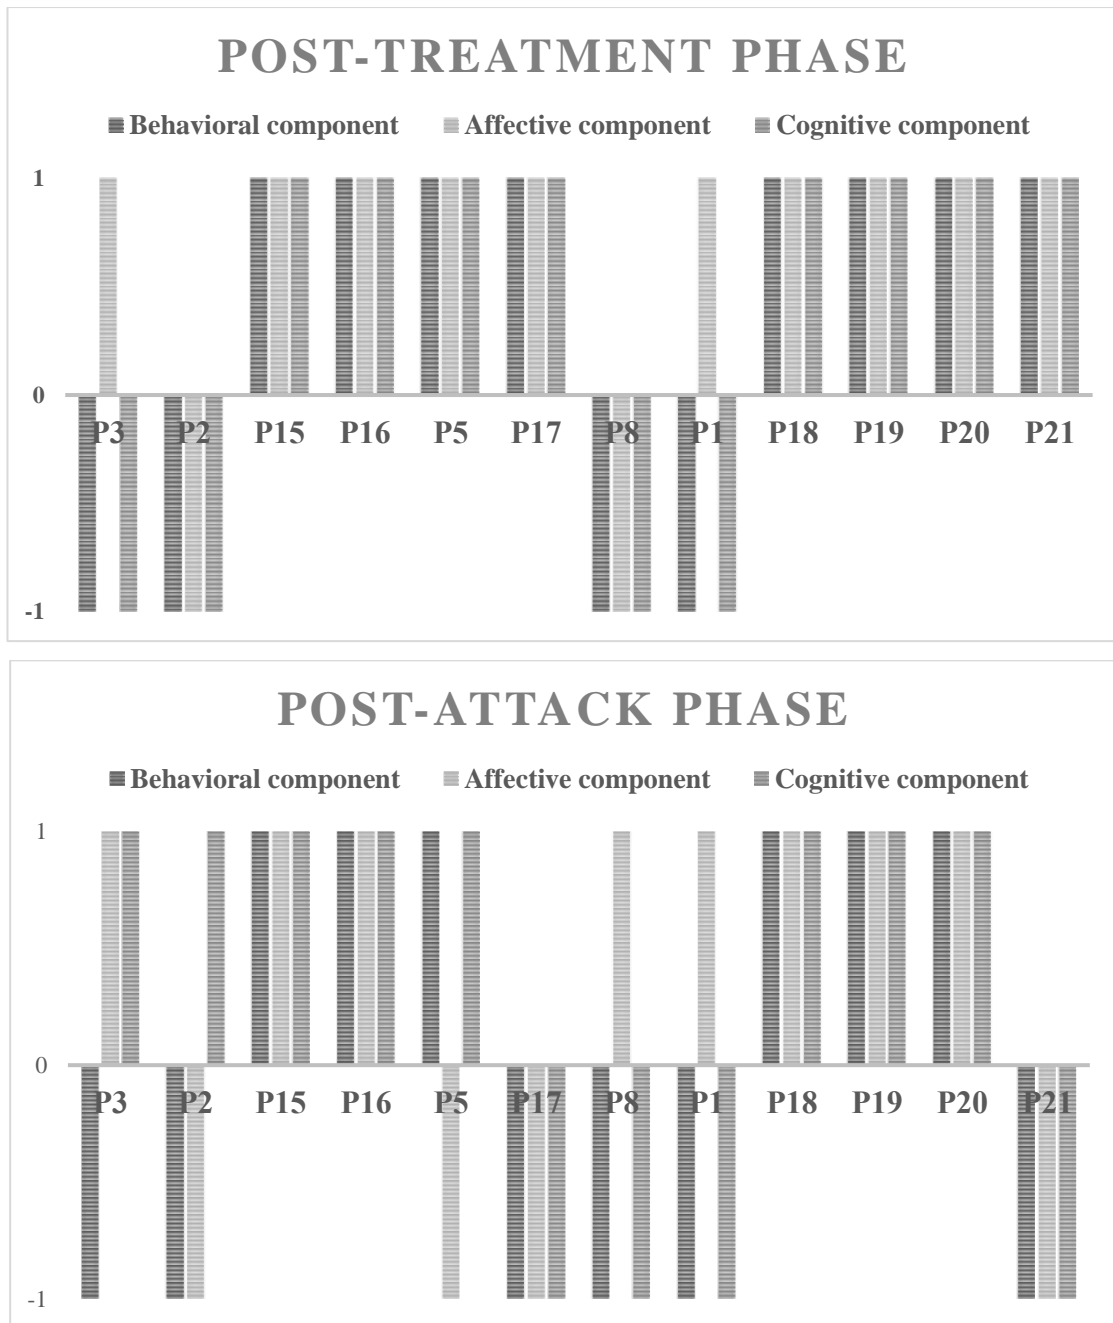 POST-TREATMENT PHASE
Behavioral component Affective component Cognitive component
1
0
P3 P2 P15 P16 P5 P17 P8 P1 P18 P19 P20 P21
-1
POST-ATTACK PHASE
Behavioral component Affective component Cognitive component
1
0
P3 P2 P15 P16 P5 P17 P8 P1 P18 P19 P20 P21
-1